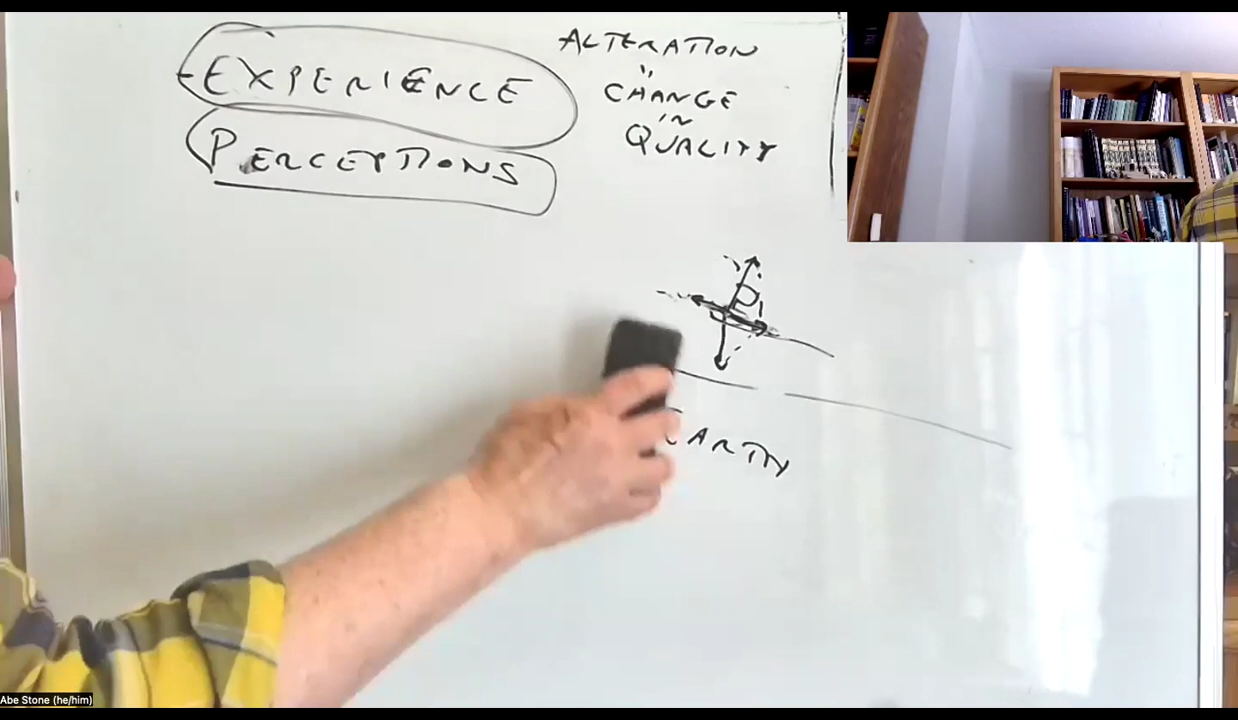 EXPERIENCE
PERCEPTIONS
ALTERATION
"
CHANGE
IN
QUALITY
Abe Stone (he/him)